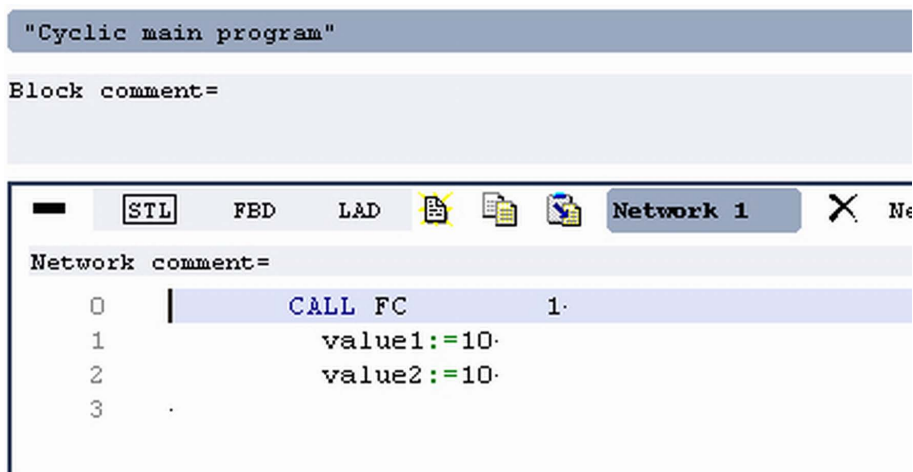 "Cyclic main program"
Block comment=
STL FBD LAD Network 1
Network comment=
0 CALL FC 1
1 value1:=10
2 value2:=10
3